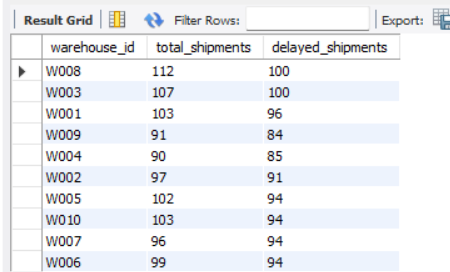 Result Grid Filter Rows: Export:
warehouse_id total_shipments delayed_shipments
W008 112 100
W003 107 100
W001 103 96
W009 91 84
W004 90 85
W002 97 91
W005 102 94
W010 103 94
W007 96 94
W006 99 94